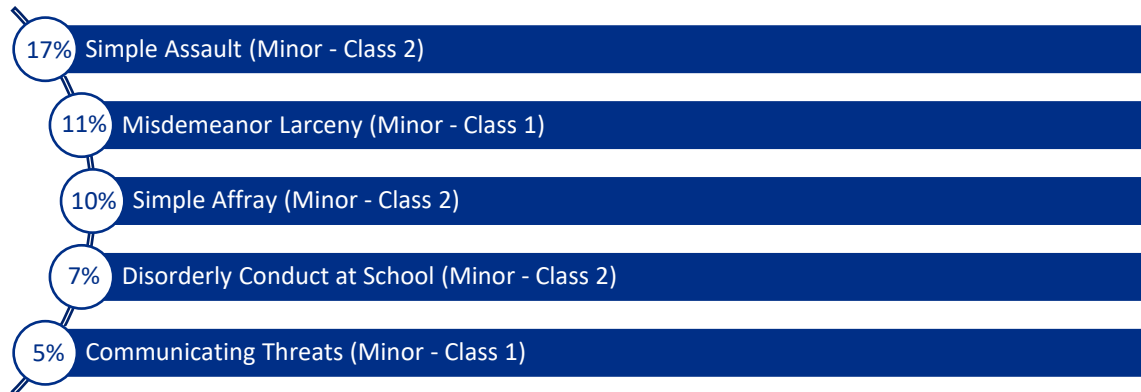 17% Simple Assault (Minor - Class 2)
11% Misdemeanor Larceny (Minor - Class 1)
10% Simple Affray (Minor - Class 2)
7% Disorderly Conduct at School (Minor - Class 2)
5% Communicating Threats (Minor - Class 1)